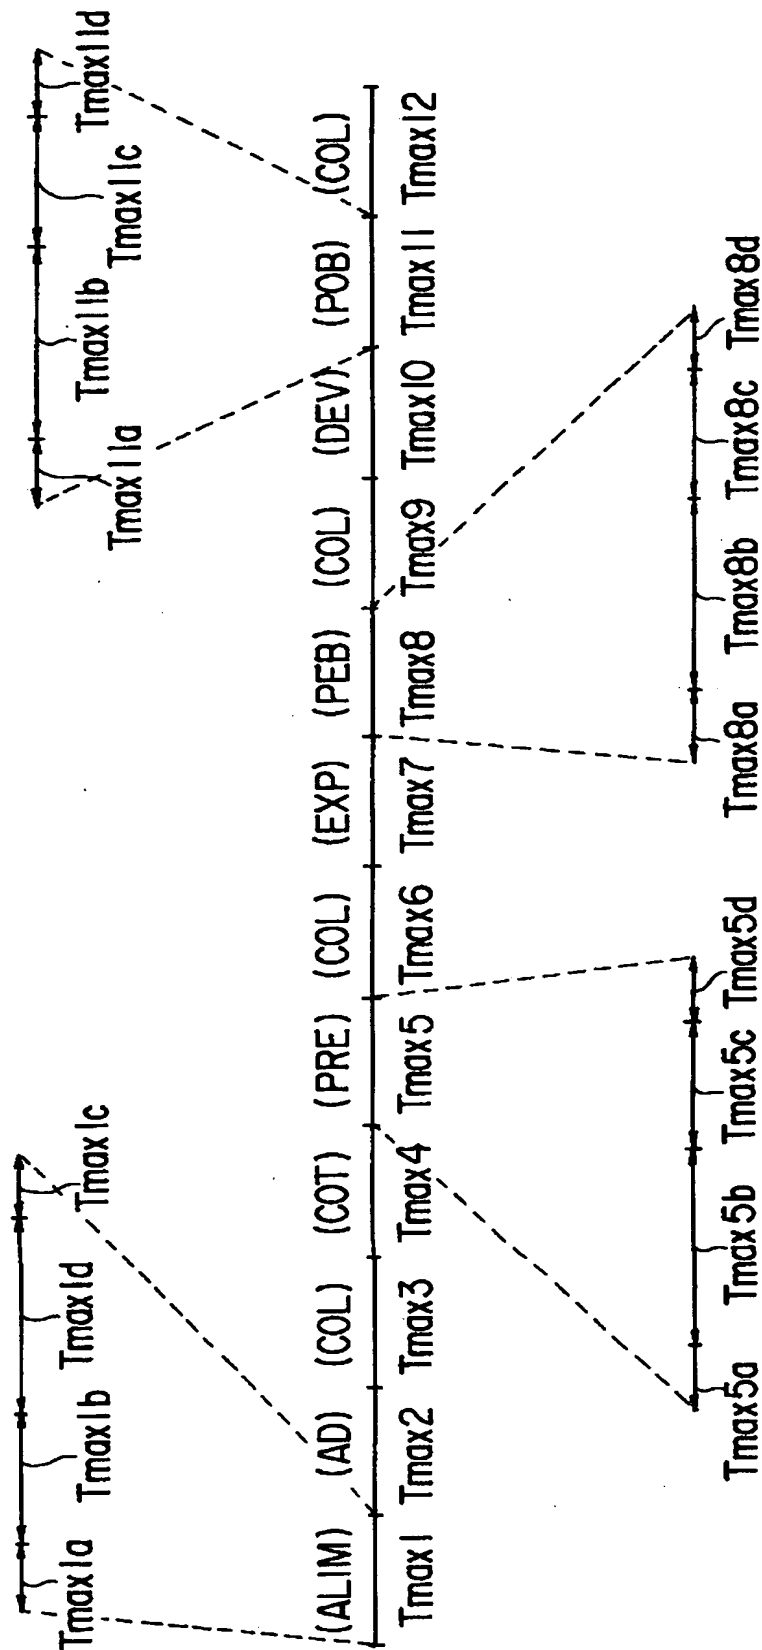 Tmax1a Tmax1b Tmax1d Tmax1c Tmax11a Tmax11b Tmax11c Tmax11d
(ALIM) (AD) (COL) (COT) (PRE) (COL) (EXP) (PEB) (COL) (DEV) (POB) (COL)
Tmax1 Tmax2 Tmax3 Tmax4 Tmax5 Tmax6 Tmax7 Tmax8 Tmax9 Tmax10 Tmax11 Tmax12
Tmax5a Tmax5b Tmax5c Tmax5d Tmax8a Tmax8b Tmax8c Tmax8d